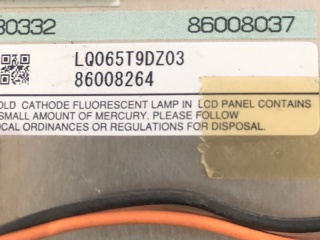 80332 86008037
LQ065T9DZ03
86008264
OLD CATHODE FLUORESCENT LAMP IN LCD PANEL CONTAINS
SMALL AMOUNT OF MERCURY. PLEASE FOLLOW
OCAL ORDINANCES OR REGULATIONS FOR DISPOSAL.